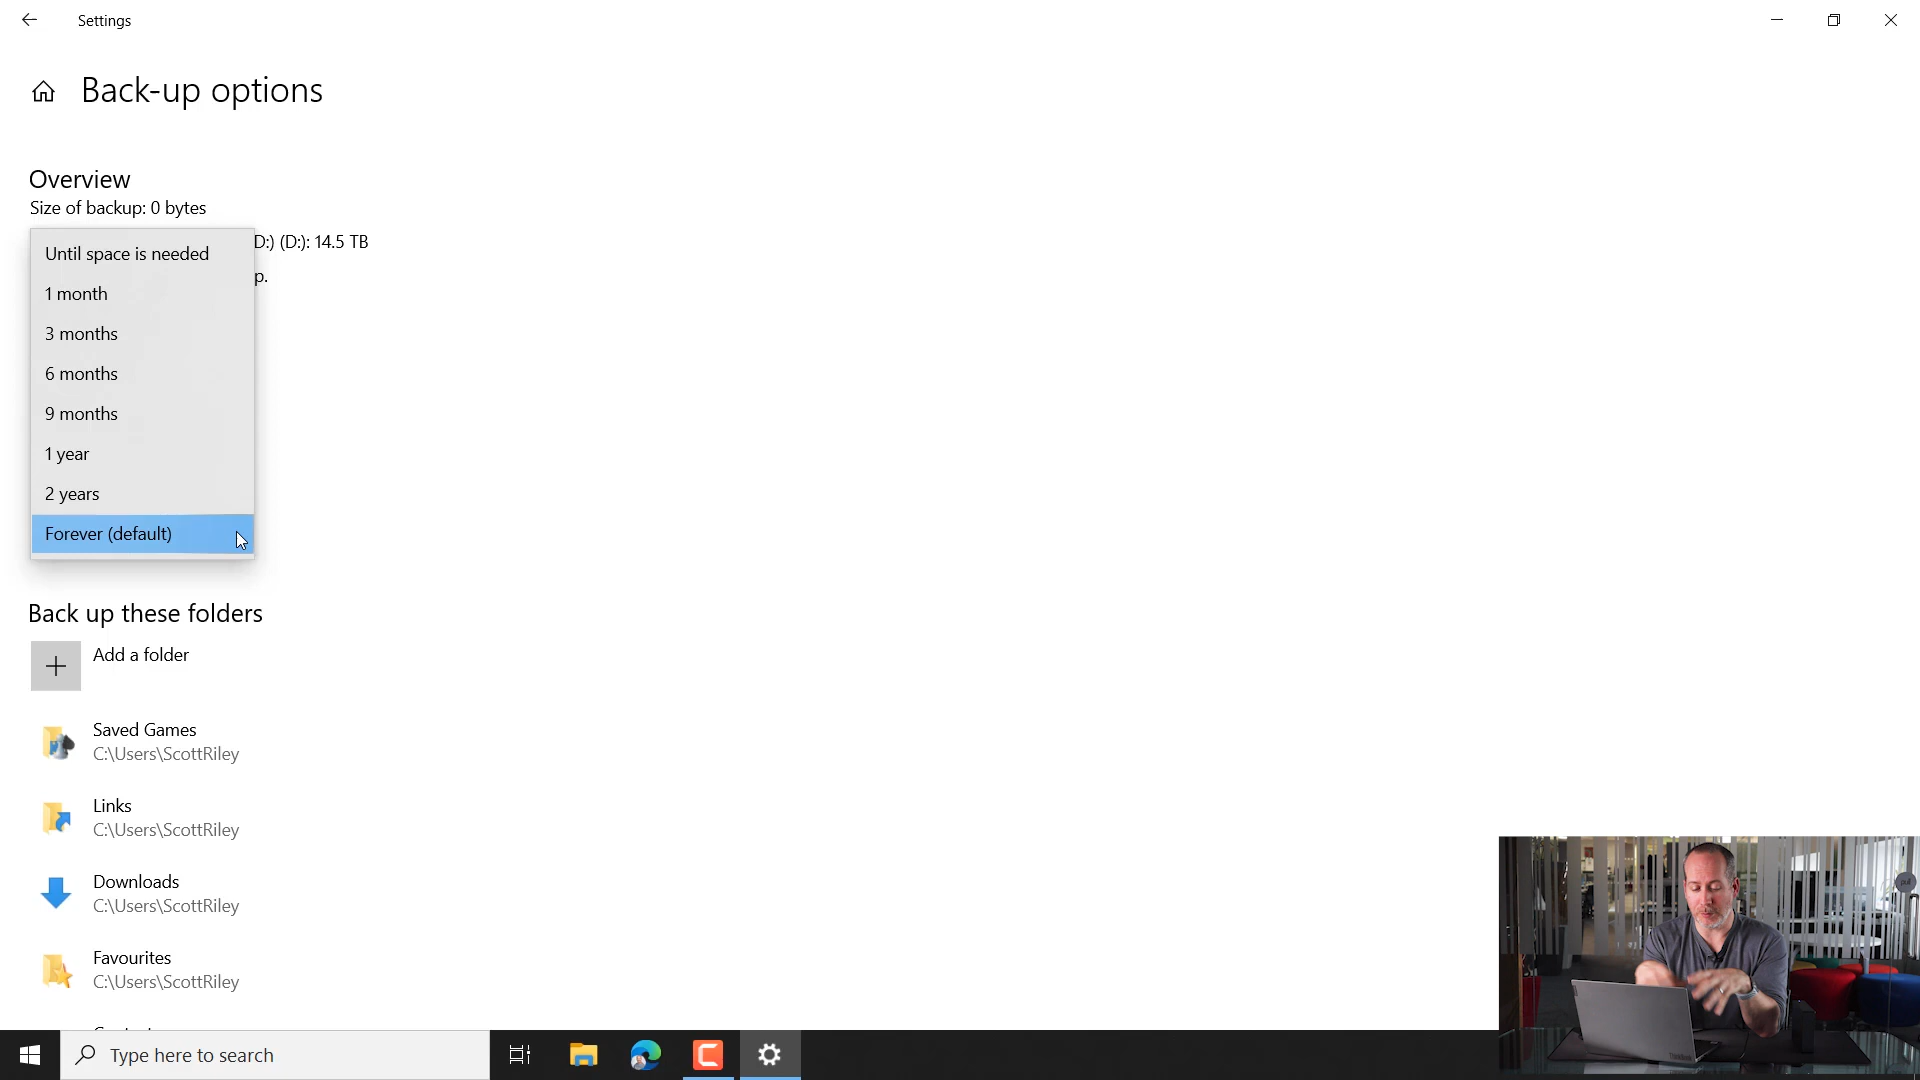 Settings
Back-up options
Overview
Size of backup: 0 bytes
D:) (D:): 14.5 TB
p.
Until space is needed
1 month
3 months
6 months
9 months
1 year
2 years
Forever (default)
Back up these folders
Add a folder
Saved Games
C:\Users\ScottRiley
Links
C:\Users\ScottRiley
Downloads
C:\Users\ScottRiley
Favourites
C:\Users\ScottRiley
Type here to search